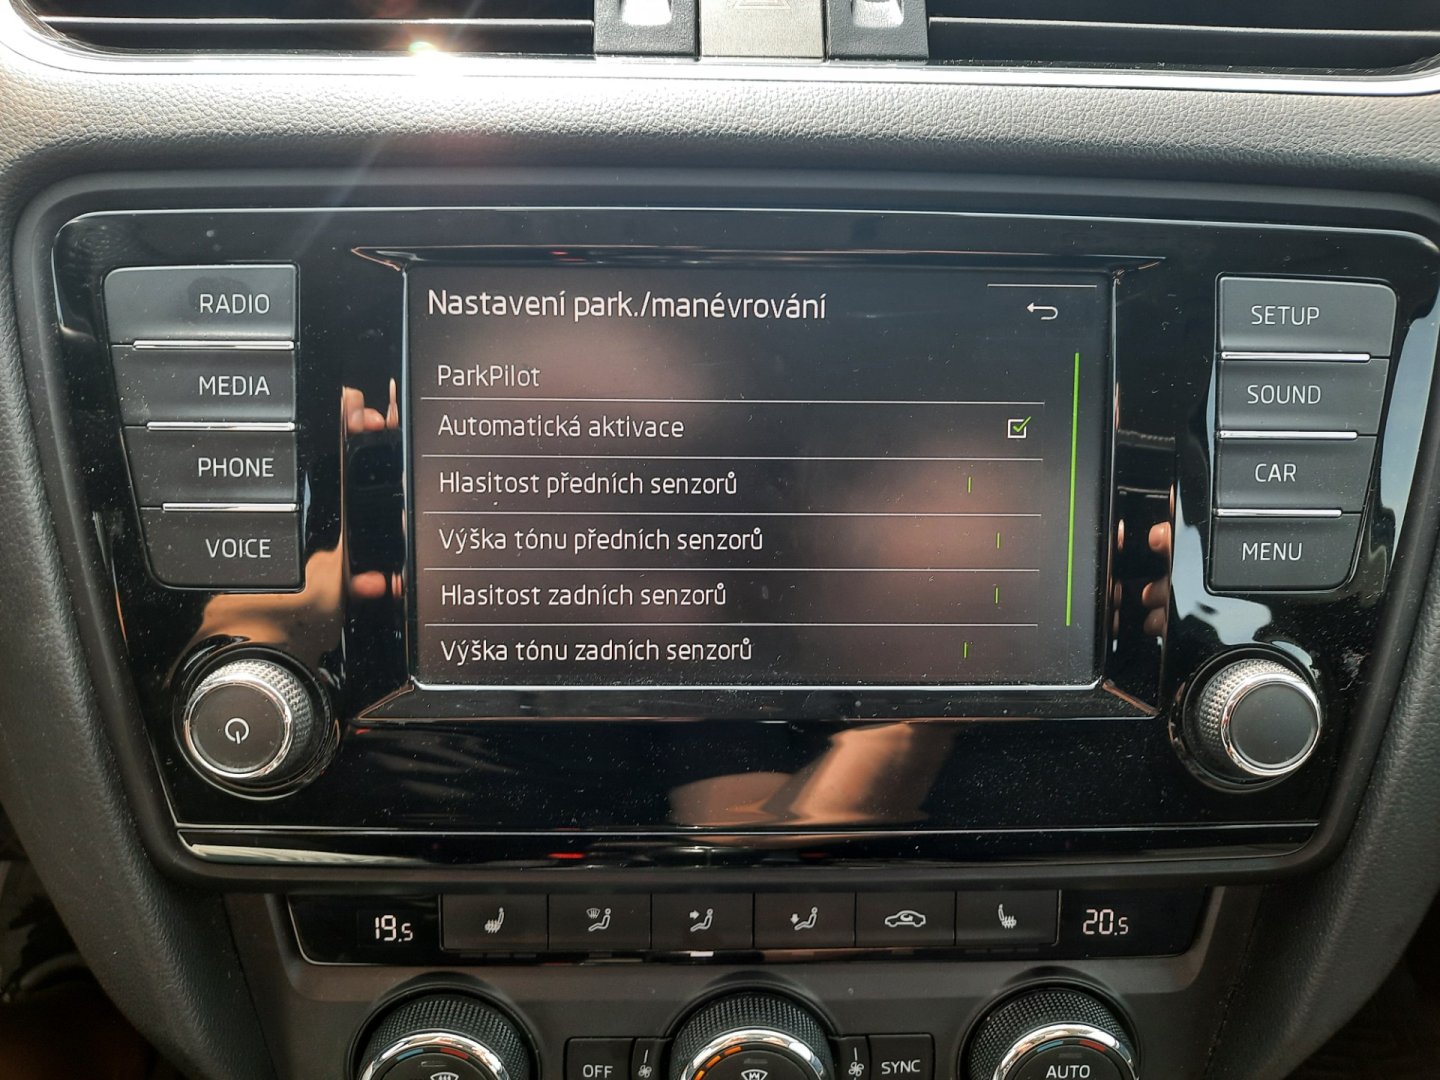 RADIO
MEDIA
PHONE
VOICE
Nastavení park./manévrování
ParkPilot
Automatická aktivace
Hlasitost předních senzorů
Výška tónu předních senzorů
Hlasitost zadních senzorů
Výška tónu zadních senzorů
SETUP
SOUND
CAR
MENU
19.5
20.5
OFF
SYNC
AUTO